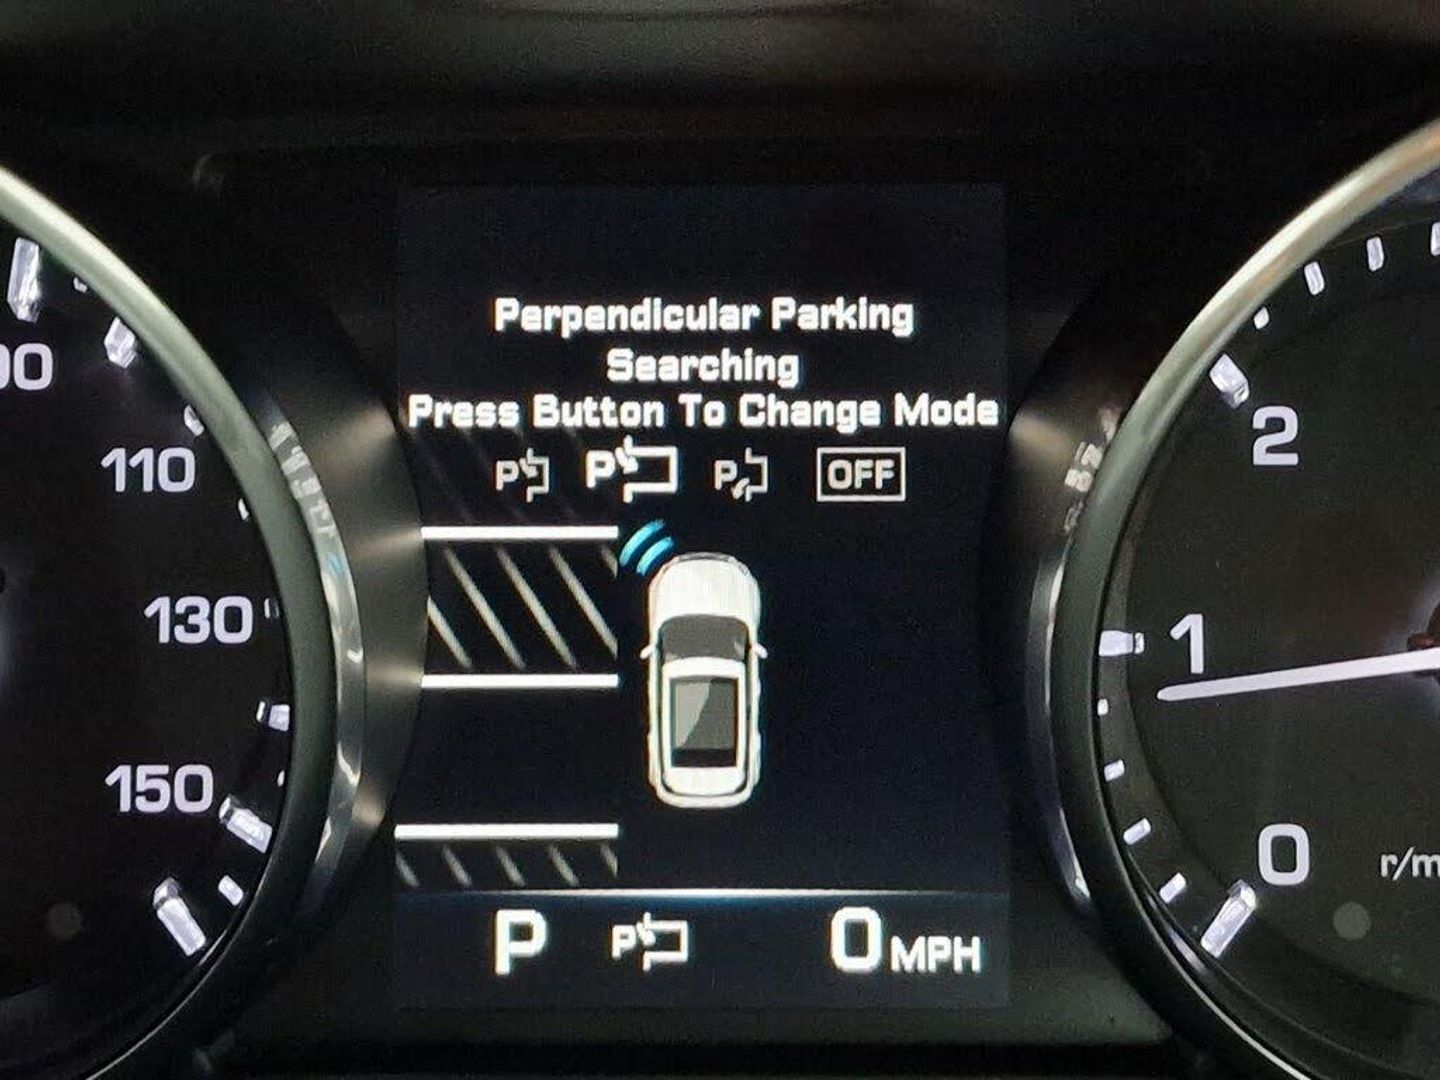 Perpendicular Parking
Searching
Press Button To Change Mode
P P P OFF
110
130
150
2
1
0
P P 0 MPH